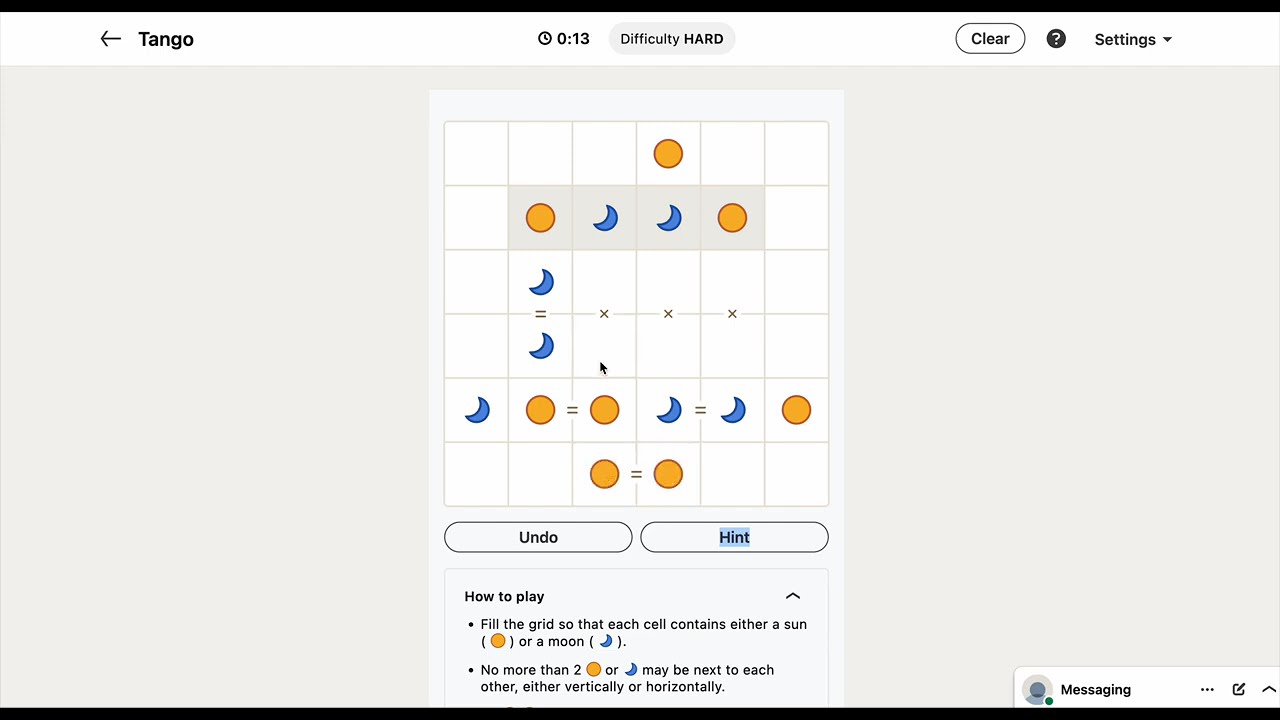 Tango
0:13
Difficulty HARD
Clear
?
Settings
= × × ×
= =
=
Undo
Hint
How to play
• Fill the grid so that each cell contains either a sun
( ) or a moon ( ).
• No more than 2 or may be next to each
other, either vertically or horizontally.
Messaging